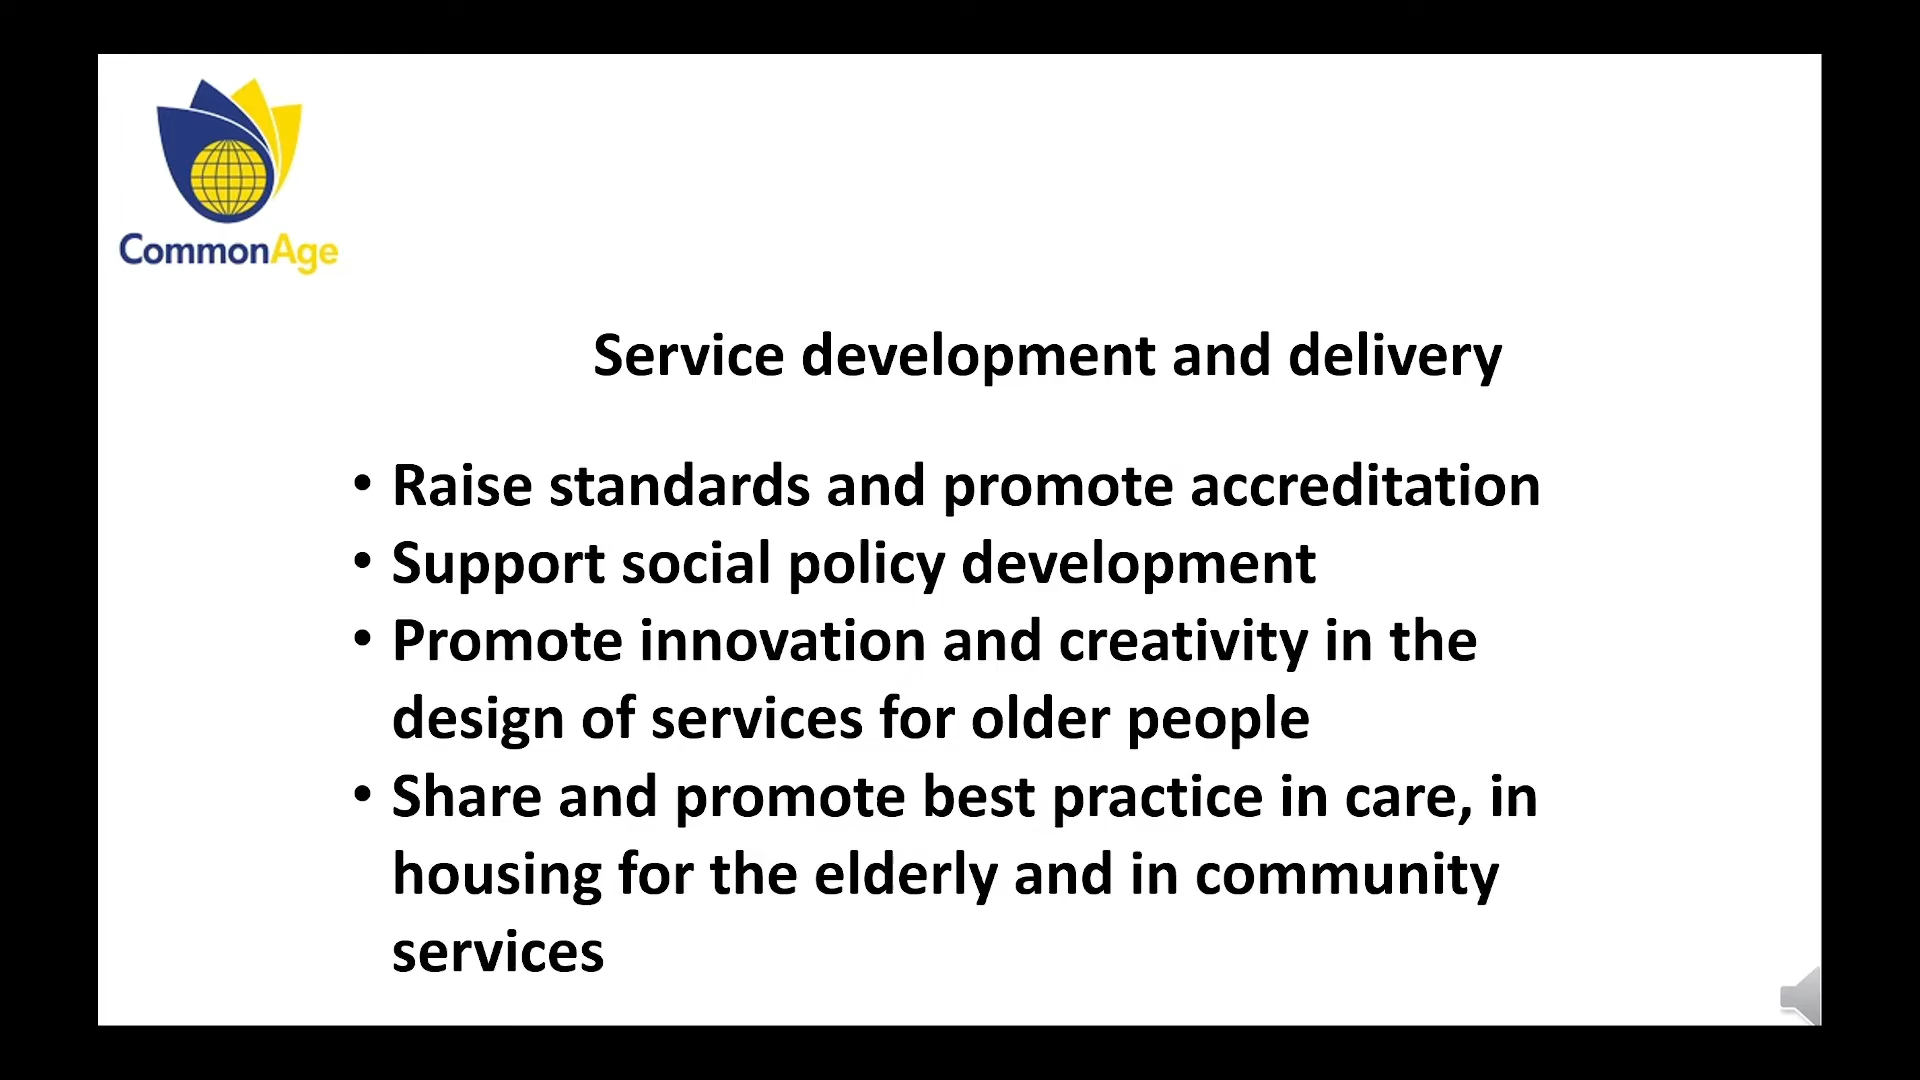 CommonAge
Service development and delivery
• Raise standards and promote accreditation
• Support social policy development
• Promote innovation and creativity in the
design of services for older people
• Share and promote best practice in care, in
housing for the elderly and in community
services